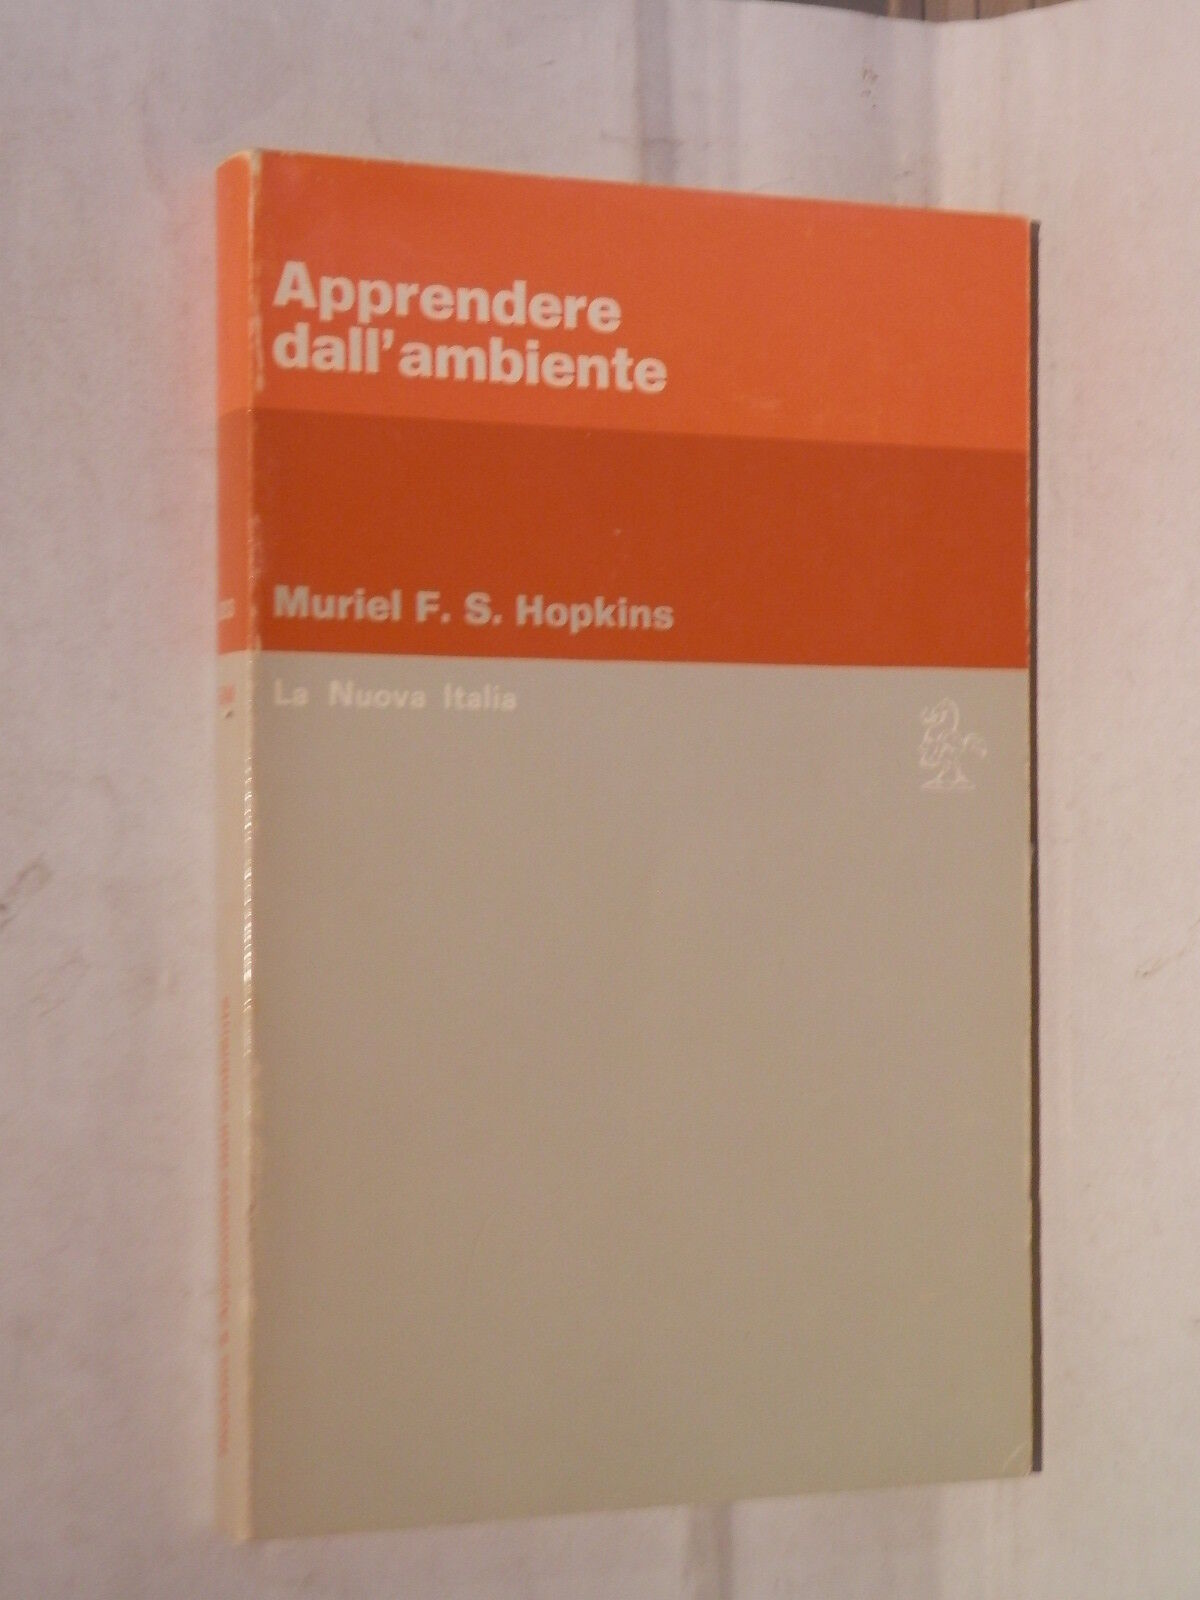 Apprendere
dall'ambiente
Muriel F. S. Hopkins
La Nuova Italia